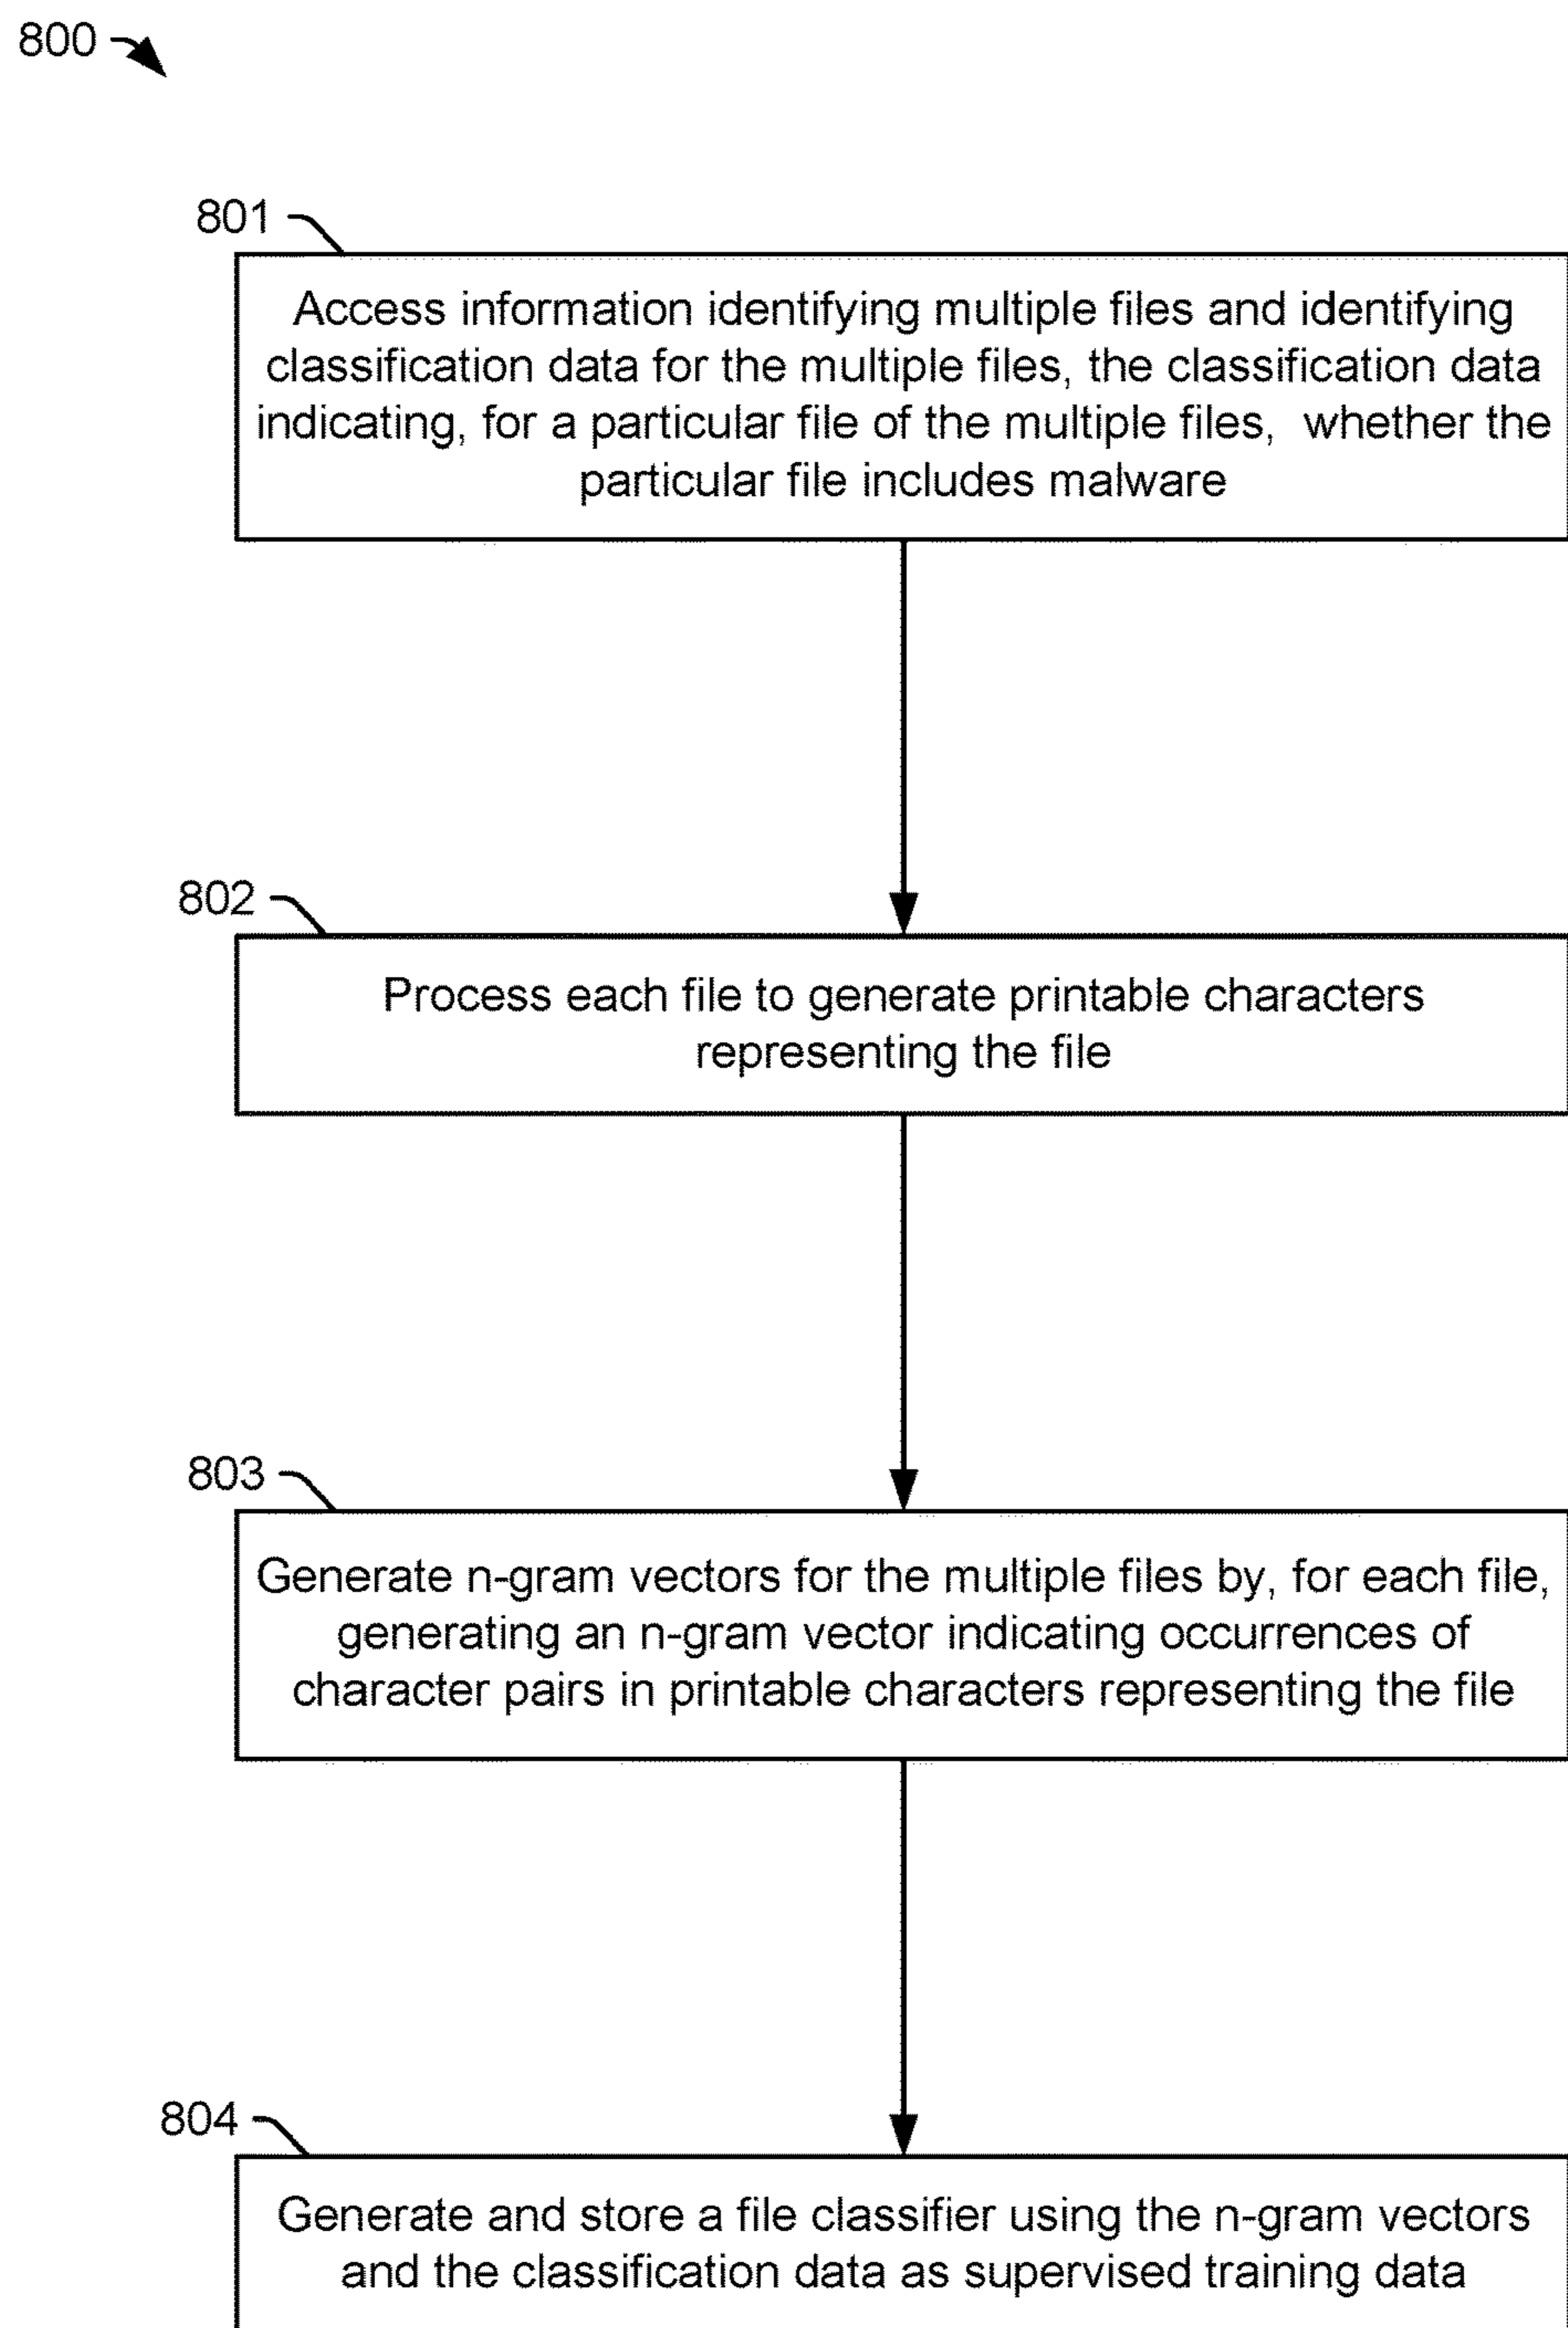 800
801
Access information identifying multiple files and identifying
classification data for the multiple files, the classification data
indicating, for a particular file of the multiple files,  whether the
particular file includes malware
802
Process each file to generate printable characters
representing the file
803
Generate n-gram vectors for the multiple files by, for each file,
generating an n-gram vector indicating occurrences of
character pairs in printable characters representing the file
804
Generate and store a file classifier using the n-gram vectors
and the classification data as supervised training data